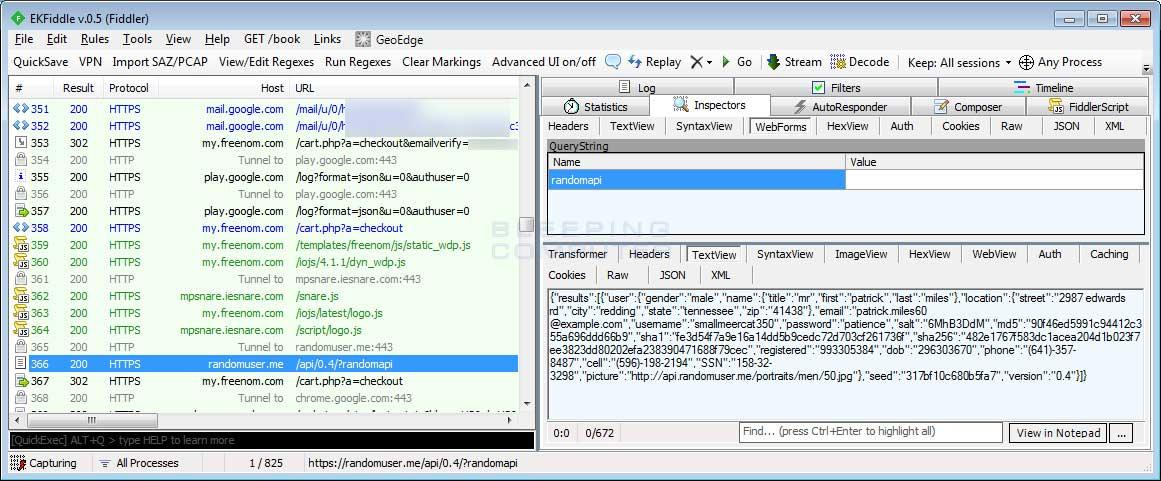 EKFiddle v.0.5 (Fiddler)
File Edit Rules Tools View Help GET /book Links GeoEdge
QuickSave VPN Import SAZ/PCAP View/Edit Regexes Run Regexes Clear Markings Advanced UI on/off Replay Go Stream Decode Keep: All sessions Any Process
# Result Protocol Host URL
351 200 HTTPS mail.google.com /mail/u/0/h
352 200 HTTPS mail.google.com /mail/u/0/h
353 302 HTTPS my.freenom.com /cart.php?a=checkout&emailverify=
354 200 HTTP Tunnel to play.google.com:443
355 200 HTTPS play.google.com /log?format=json&u=0&authuser=0
356 200 HTTP Tunnel to play.google.com:443
357 200 HTTPS play.google.com /log?format=json&u=0&authuser=0
358 200 HTTPS my.freenom.com /cart.php?a=checkout
359 200 HTTPS my.freenom.com /templates/freenom/js/static_wdp.js
360 200 HTTPS my.freenom.com /iojs/4.1.1/dyn_wdp.js
361 200 HTTP Tunnel to mpsnare.iesnare.com:443
362 200 HTTPS mpsnare.iesnare.com /snare.js
363 200 HTTPS my.freenom.com /iojs/latest/logo.js
364 200 HTTPS mpsnare.iesnare.com /script/logo.js
365 200 HTTP Tunnel to randomuser.me:443
366 200 HTTPS randomuser.me /api/0.4/?randomapi
367 302 HTTPS my.freenom.com /cart.php?a=checkout
368 200 HTTP Tunnel to chrome.google.com:443
[QuickExec] ALT+Q > type HELP to learn more
Log Filters Timeline
Statistics Inspectors AutoResponder Composer FiddlerScript
Headers TextView SyntaxView WebForms HexView Auth Cookies Raw JSON XML
QueryString
Name Value
randomapi
BLEEPING
COMPUTER
Transformer Headers TextView SyntaxView ImageView HexView WebView Auth Caching
Cookies Raw JSON XML
{"results":[{"user":{"gender":"male","name":{"title":"mr","first":"patrick","last":"miles"},"location":{"street":"2987 edwards
rd","city":"redding","state":"tennessee","zip":"41438"},"email":"patrick.miles60
@example.com","username":"smallmeercat350","password":"patience","salt":"6MhB3DdM","md5":"90f46ed5991c94412c3
55a696ddd66b9","sha1":"fe3d54f7a9e16a14dd5b9cedc72d703cf261736f","sha256":"482e1767f583dc1acea204d1b023f7
ee3823dd80202efa238390471688f79cec","registered":"993305384","dob":"296303670","phone":"(641)-357-
8487","cell":"(596)-198-2194","SSN":"158-32-
3298","picture":"http://api.randomuser.me/portraits/men/50.jpg"},"seed":"317bf10c680b5fa7","version":"0.4"}]}
0:0 0/672 Find... (press Ctrl+Enter to highlight all) View in Notepad ...
Capturing All Processes 1 / 825 https://randomuser.me/api/0.4/?randomapi